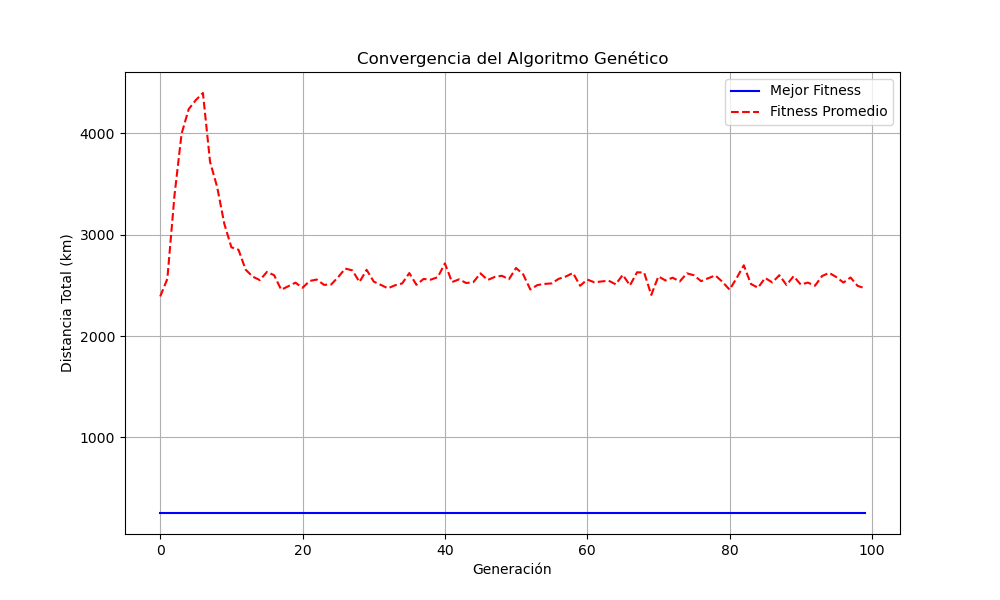 Convergencia del Algoritmo Genético
Mejor Fitness
Fitness Promedio
Distancia Total (km)
4000
3000
2000
1000
0 20 40 60 80 100
Generación